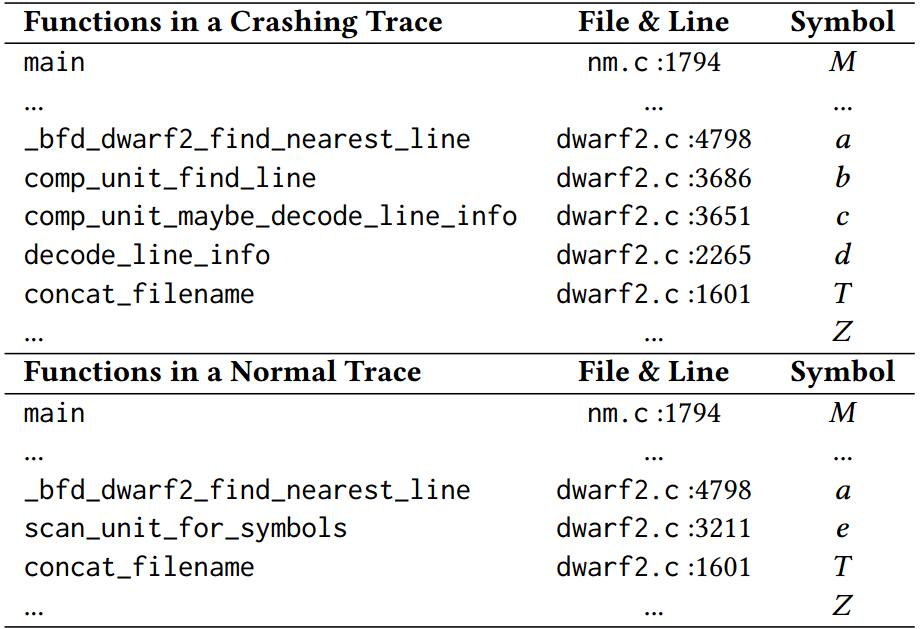 Functions in a Crashing Trace File & Line Symbol
main nm.c :1794 M
... ... ...
_bfd_dwarf2_find_nearest_line dwarf2.c :4798 a
comp_unit_find_line dwarf2.c :3686 b
comp_unit_maybe_decode_line_info dwarf2.c :3651 c
decode_line_info dwarf2.c :2265 d
concat_filename dwarf2.c :1601 T
... ... Z
Functions in a Normal Trace File & Line Symbol
main nm.c :1794 M
... ... ...
_bfd_dwarf2_find_nearest_line dwarf2.c :4798 a
scan_unit_for_symbols dwarf2.c :3211 e
concat_filename dwarf2.c :1601 T
... ... Z